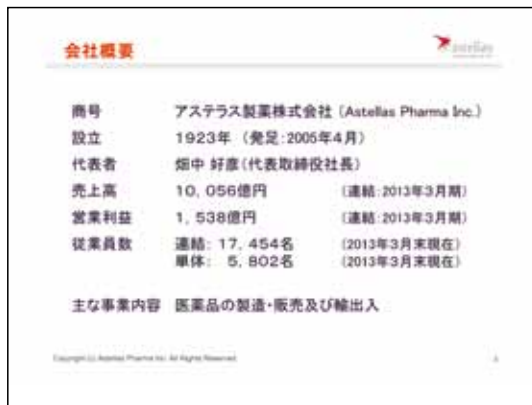 会社概要
astellas
商号 アステラス製薬株式会社 (Astellas Pharma Inc.)
設立 1923年 (発足:2005年4月)
代表者 畑中 好彦(代表取締役社長)
売上高 10,056億円 (連結:2013年3月期)
営業利益 1,538億円 (連結:2013年3月期)
従業員数 連結: 17,454名 (2013年3月末現在)
単体: 5,802名 (2013年3月末現在)
主な事業内容 医薬品の製造・販売及び輸出入
Copyright (c) Astellas Pharma Inc. All Rights Reserved.